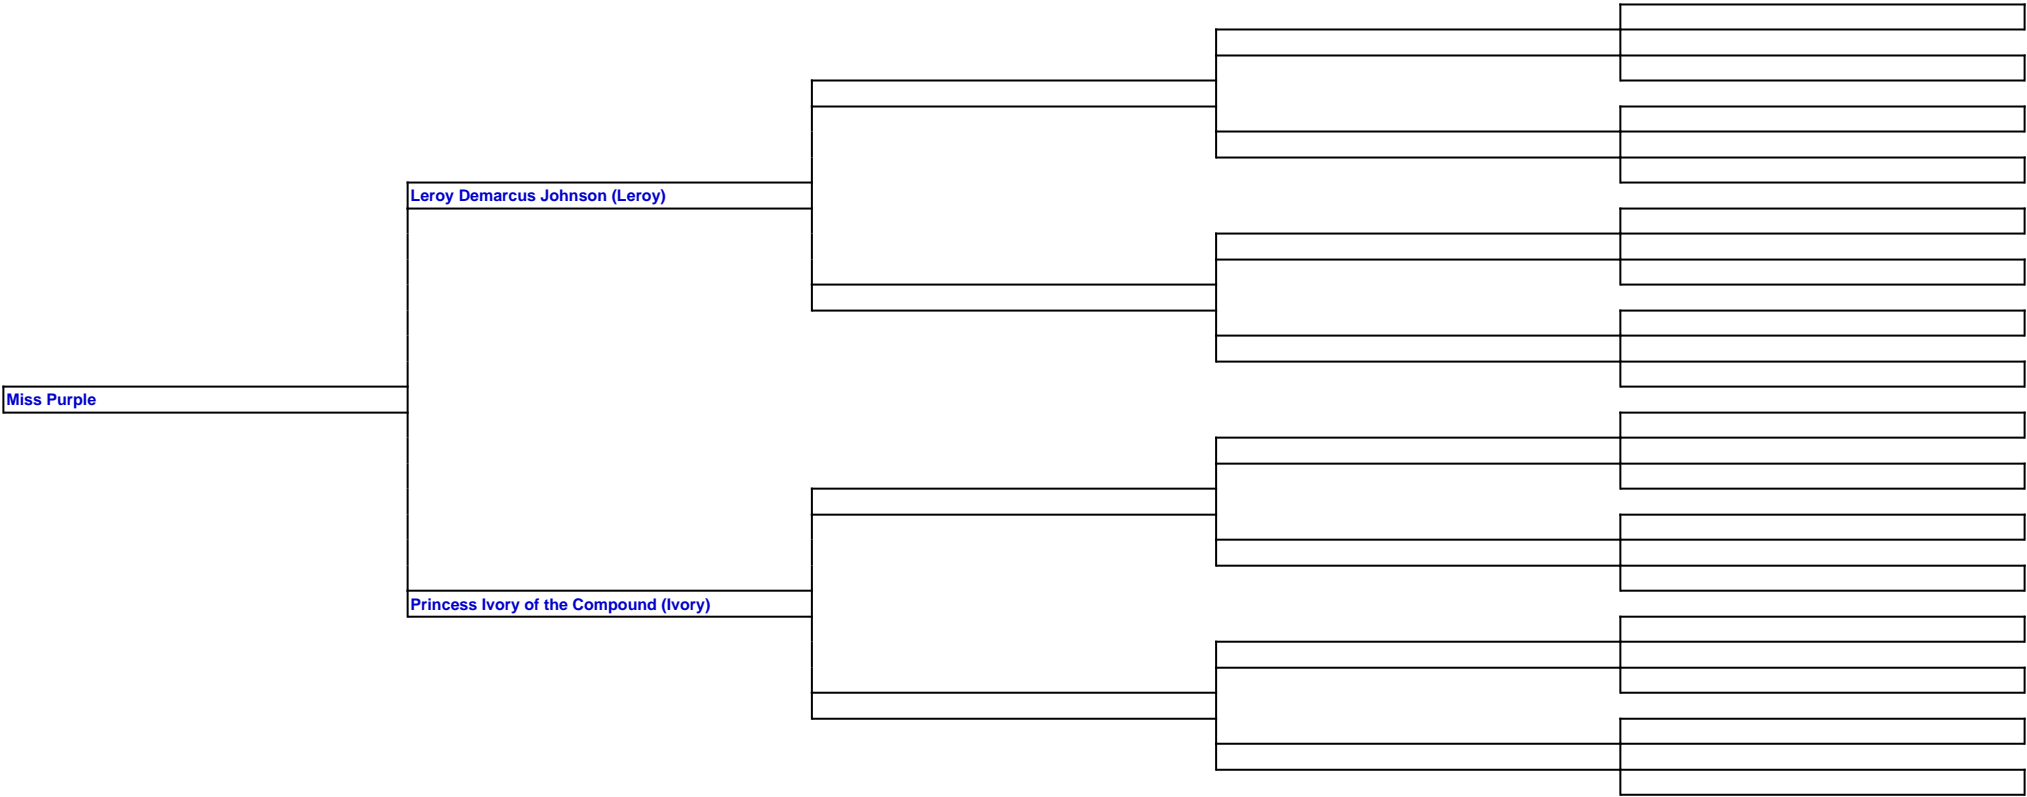 Leroy Demarcus Johnson (Leroy)
Miss Purple
Princess Ivory of the Compound (Ivory)